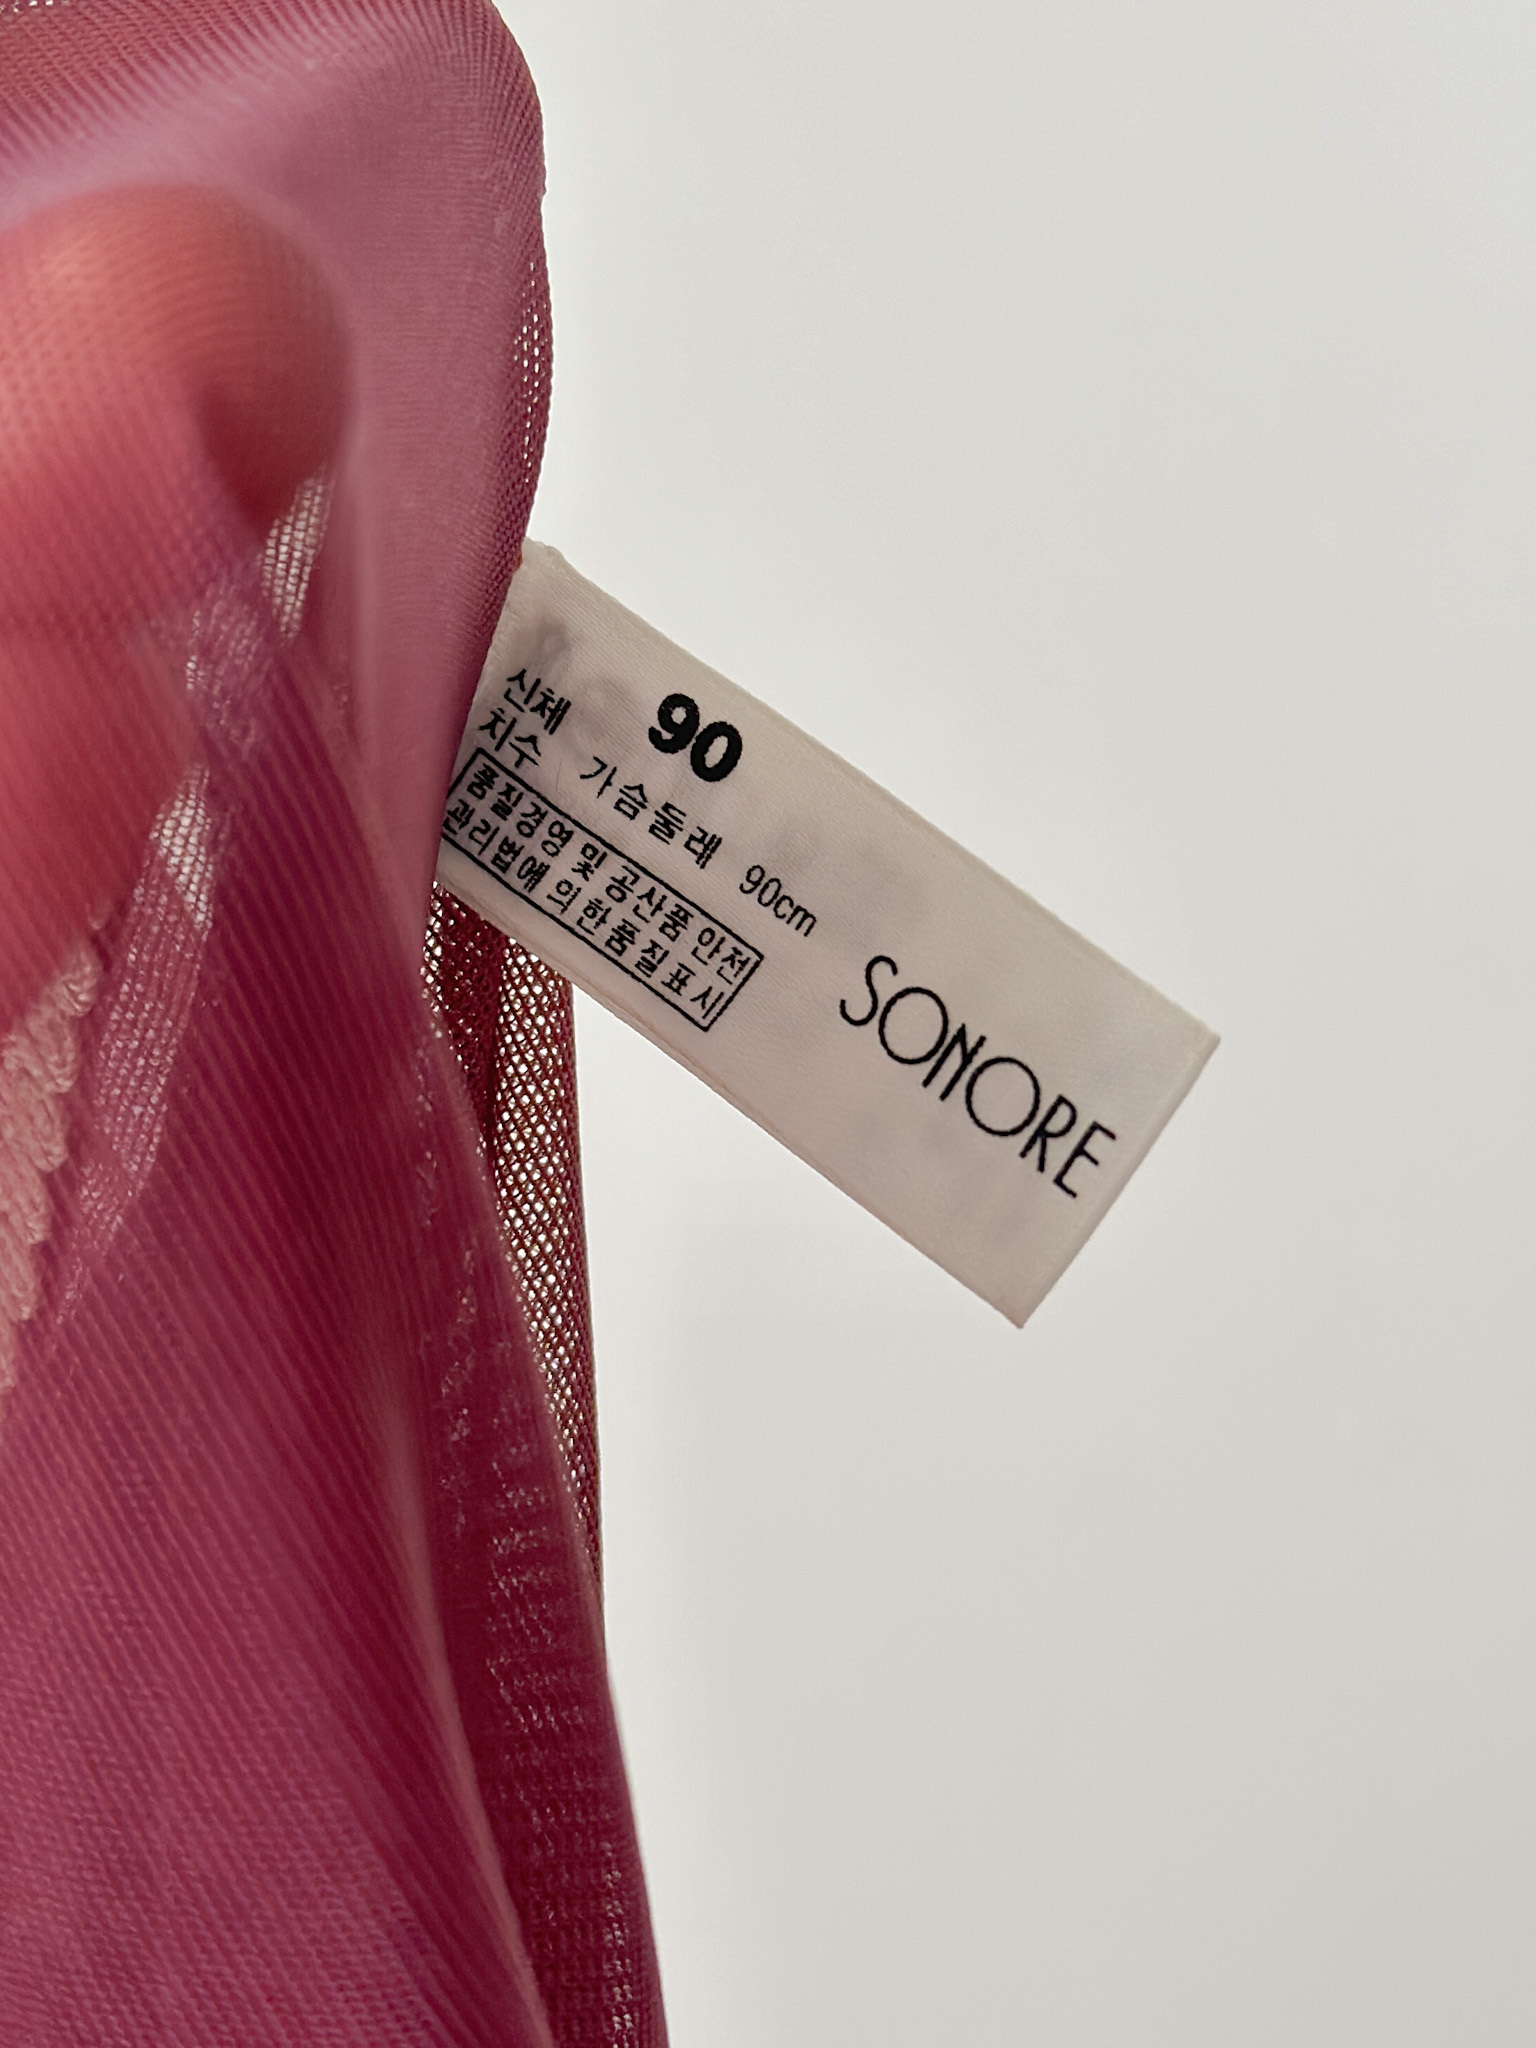 90
신체
치수 가슴둘레 90cm
품질경영 및 공산품 안전
관리법에 의한 품질표시
SONORE